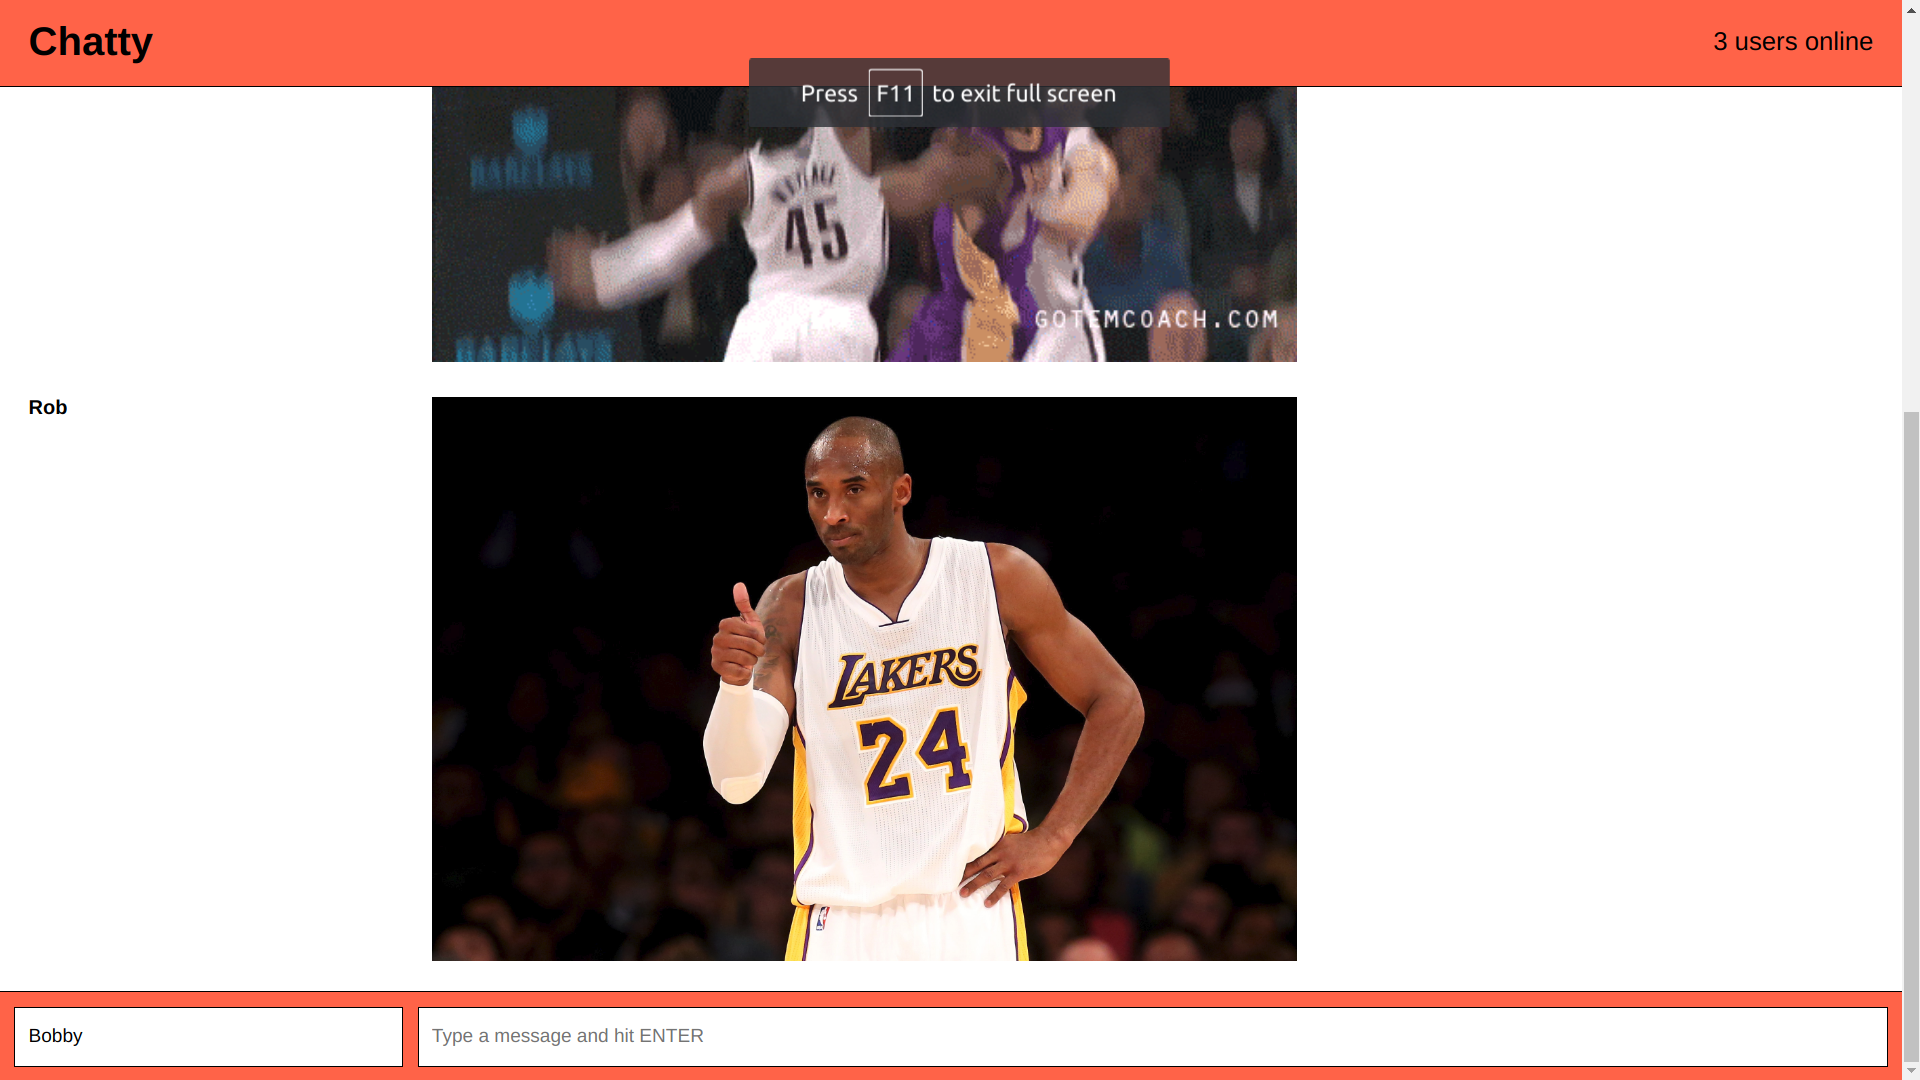 Chatty
3 users online
Press F11 to exit full screen
BARCLAYS
45
GOTEMCOACH.COM
BARCLAYS
Rob
LAKERS
24
Bobby
Type a message and hit ENTER